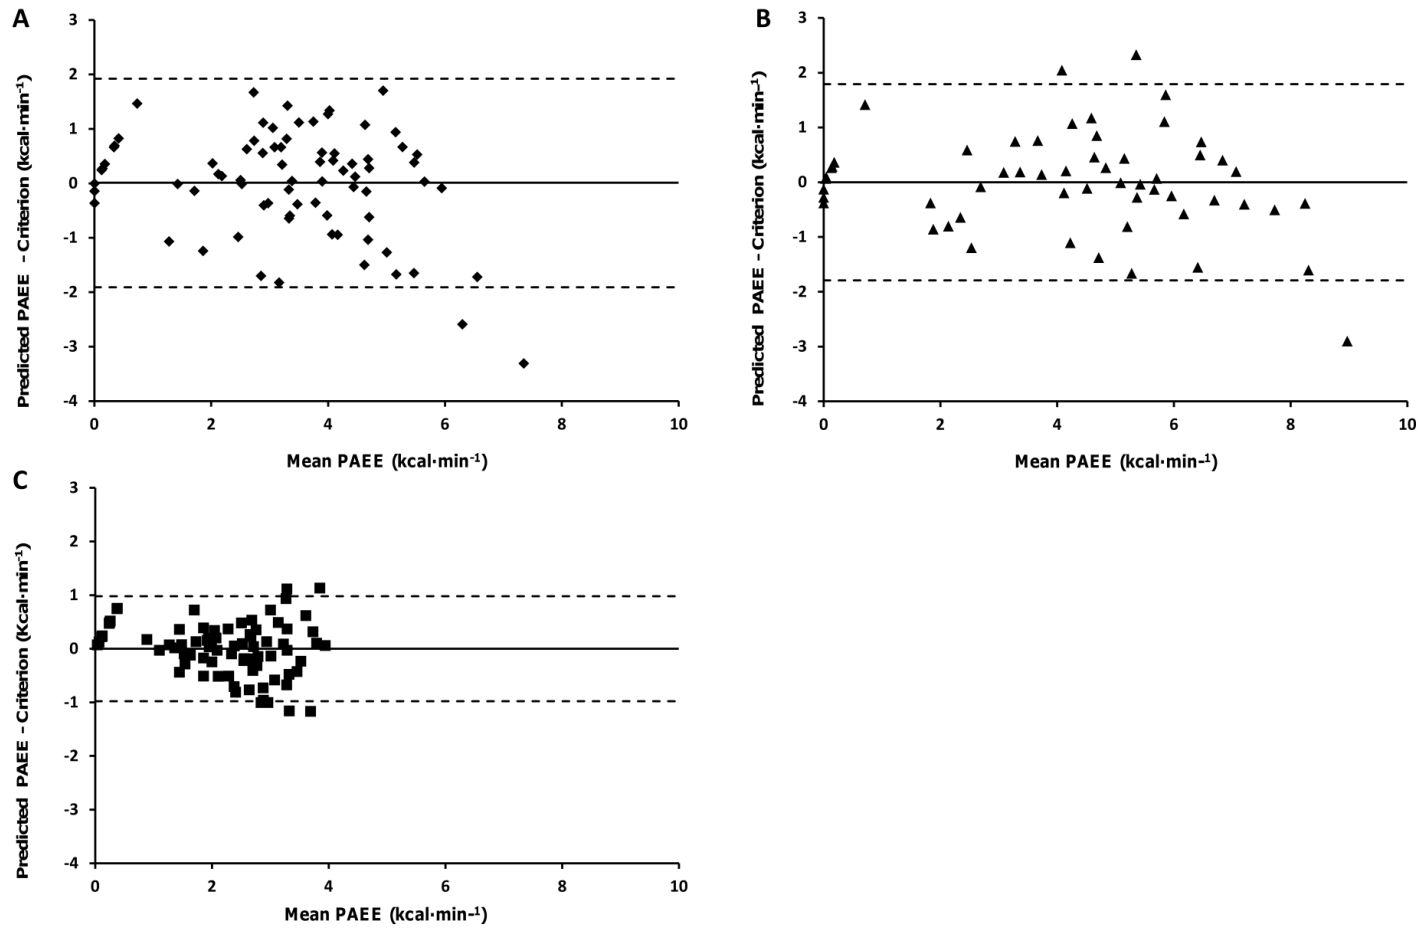 A
Predicted PAEE – Criterion (kcal·min⁻¹)
3
2
1
0
-1
-2
-3
-4
0 2 4 6 8 10
Mean PAEE (kcal·min⁻¹)
B
Predicted PAEE – Criterion (kcal·min⁻¹)
3
2
1
0
-1
-2
-3
-4
0 2 4 6 8 10
Mean PAEE (kcal·min⁻¹)
C
Predicted PAEE – Criterion (Kcal·min⁻¹)
3
2
1
0
-1
-2
-3
-4
0 2 4 6 8 10
Mean PAEE (kcal·min⁻¹)